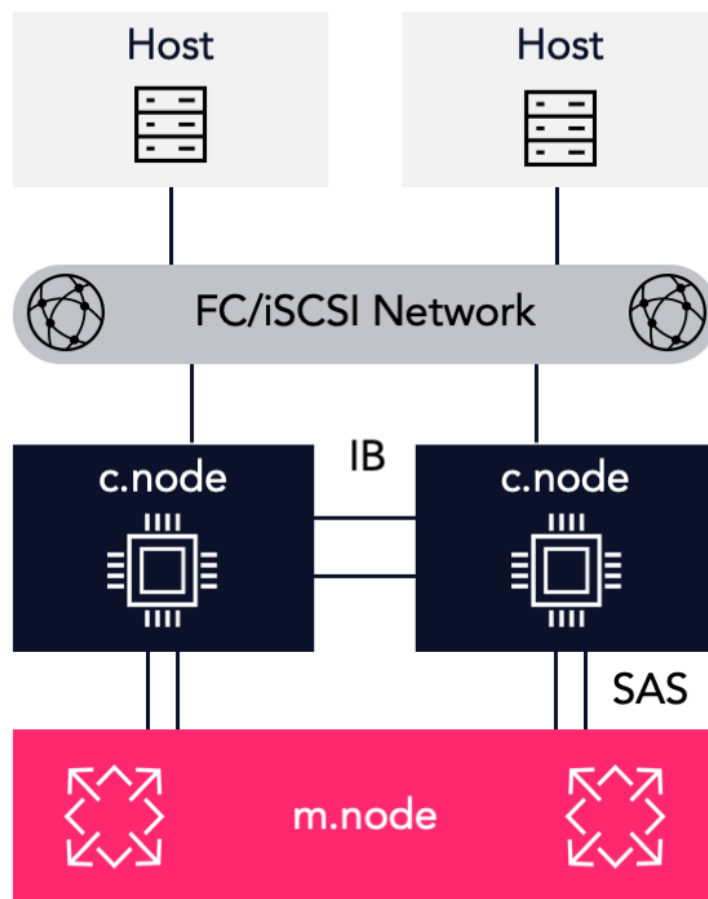 Host
Host
FC/iSCSI Network
IB
c.node
c.node
SAS
m.node